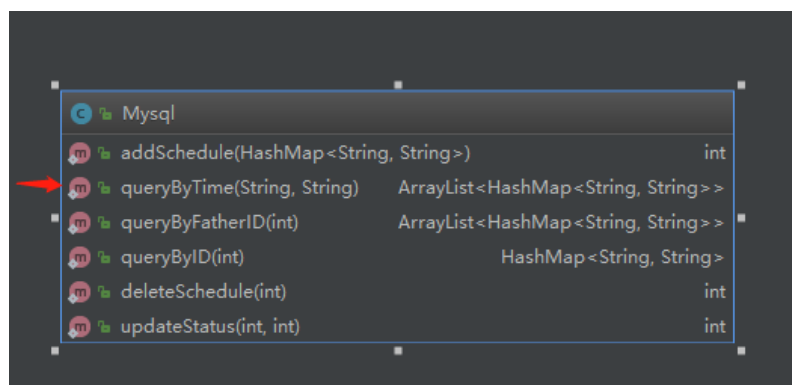 C Mysql
m addSchedule(HashMap<String, String>) int
m queryByTime(String, String) ArrayList<HashMap<String, String>>
m queryByFatherID(int) ArrayList<HashMap<String, String>>
m queryByID(int) HashMap<String, String>
m deleteSchedule(int) int
m updateStatus(int, int) int